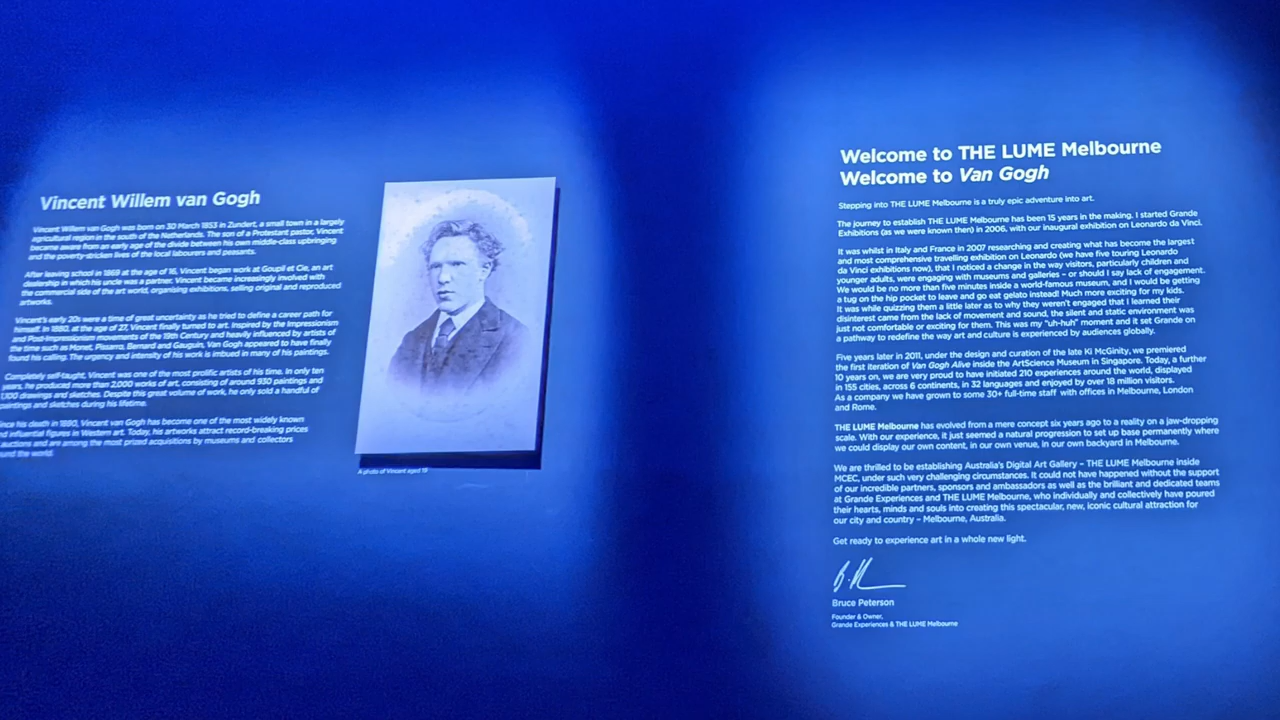 Vincent Willem van Gogh
Vincent Willem van Gogh was born on 30 March 1853 in Zundert, a small town in a largely
agricultural region in the south of the Netherlands. The son of a Protestant pastor, Vincent
became aware from an early age of the divide between his own middle-class upbringing
and the poverty-stricken lives of the local labourers and peasants.
After leaving school in 1869 at the age of 16, Vincent began work at Goupil et Cie, an art
dealership in which his uncle was a partner. Vincent became increasingly involved with
the commercial side of the art world, organising exhibitions, selling original and reproduced
artworks.
Vincent's early 20s were a time of great uncertainty as he tried to define a career path for
himself. In 1880, at the age of 27, Vincent finally turned to art. Inspired by the Impressionism
and Post-Impressionism movements of the 19th Century and heavily influenced by artists of
the time such as Monet, Pissarro, Bernard and Gauguin, Van Gogh appeared to have finally
found his calling. The urgency and intensity of his work is imbued in many of his paintings.
Completely self-taught, Vincent was one of the most prolific artists of his time. In only ten
years, he produced more than 2,000 works of art, consisting of around 930 paintings and
1,100 drawings and sketches. Despite this great volume of work, he only sold a handful of
paintings and sketches during his lifetime.
ince his death in 1890, Vincent van Gogh has become one of the most widely known
nd influential figures in Western art. Today, his artworks attract record-breaking prices
auctions and are among the most prized acquisitions by museums and collectors
ound the world.
A photo of Vincent aged 19
Welcome to THE LUME Melbourne
Welcome to Van Gogh
Stepping into THE LUME Melbourne is a truly epic adventure into art.
The journey to establish THE LUME Melbourne has been 15 years in the making. I started Grande
Exhibitions (as we were known then) in 2006, with our inaugural exhibition on Leonardo da Vinci.
It was whilst in Italy and France in 2007 researching and creating what has become the largest
and most comprehensive travelling exhibition on Leonardo (we have five touring Leonardo
da Vinci exhibitions now), that I noticed a change in the way visitors, particularly children and
younger adults, were engaging with museums and galleries – or should I say lack of engagement.
We would be no more than five minutes inside a world-famous museum, and I would be getting
a tug on the hip pocket to leave and go eat gelato instead! Much more exciting for my kids.
It was while quizzing them a little later as to why they weren't engaged that I learned their
disinterest came from the lack of movement and sound, the silent and static environment was
just not comfortable or exciting for them. This was my "uh-huh" moment and it set Grande on
a pathway to redefine the way art and culture is experienced by audiences globally.
Five years later in 2011, under the design and curation of the late Ki McGinity, we premiered
the first iteration of Van Gogh Alive inside the ArtScience Museum in Singapore. Today, a further
10 years on, we are very proud to have initiated 210 experiences around the world, displayed
in 155 cities, across 6 continents, in 32 languages and enjoyed by over 18 million visitors.
As a company we have grown to some 30+ full-time staff with offices in Melbourne, London
and Rome.
THE LUME Melbourne has evolved from a mere concept six years ago to a reality on a jaw-dropping
scale. With our experience, it just seemed a natural progression to set up base permanently where
we could display our own content, in our own venue, in our own backyard in Melbourne.
We are thrilled to be establishing Australia's Digital Art Gallery – THE LUME Melbourne inside
MCEC, under such very challenging circumstances. It could not have happened without the support
of our incredible partners, sponsors and ambassadors as well as the brilliant and dedicated teams
at Grande Experiences and THE LUME Melbourne, who individually and collectively have poured
their hearts, minds and souls into creating this spectacular, new, iconic cultural attraction for
our city and country – Melbourne, Australia.
Get ready to experience art in a whole new light.
Bruce Peterson
Founder & Owner,
Grande Experiences & THE LUME Melbourne